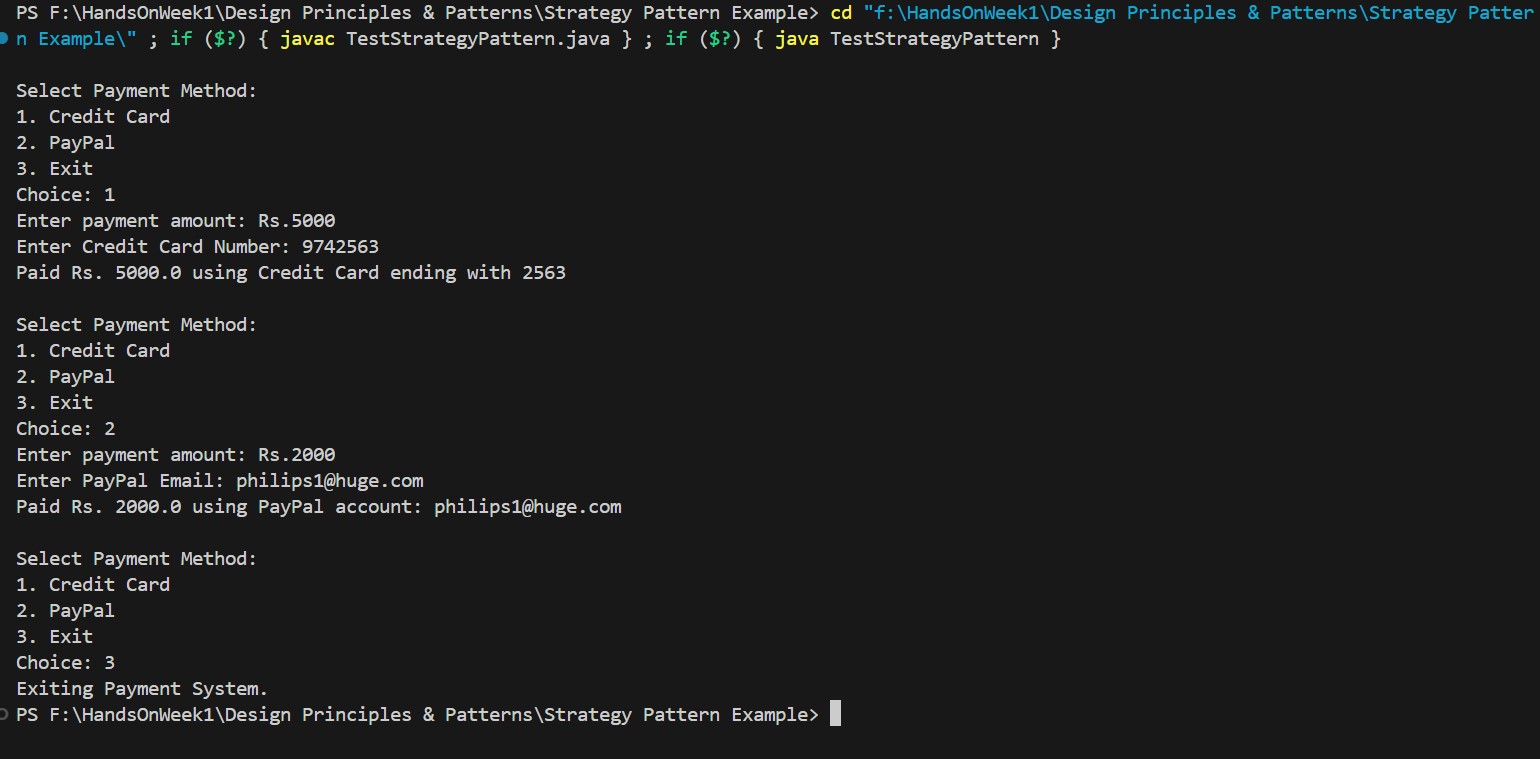 PS F:\HandsOnWeek1\Design Principles & Patterns\Strategy Pattern Example> cd "f:\HandsOnWeek1\Design Principles & Patterns\Strategy Patter
n Example\" ; if ($?) { javac TestStrategyPattern.java } ; if ($?) { java TestStrategyPattern }
Select Payment Method:
1. Credit Card
2. PayPal
3. Exit
Choice: 1
Enter payment amount: Rs.5000
Enter Credit Card Number: 9742563
Paid Rs. 5000.0 using Credit Card ending with 2563
Select Payment Method:
1. Credit Card
2. PayPal
3. Exit
Choice: 2
Enter payment amount: Rs.2000
Enter PayPal Email: philips1@huge.com
Paid Rs. 2000.0 using PayPal account: philips1@huge.com
Select Payment Method:
1. Credit Card
2. PayPal
3. Exit
Choice: 3
Exiting Payment System.
PS F:\HandsOnWeek1\Design Principles & Patterns\Strategy Pattern Example>